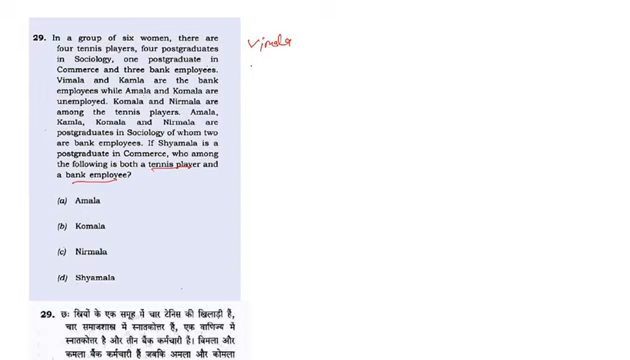 29. In a group of six women, there are
four tennis players, four postgraduates
in Sociology, one postgraduate in
Commerce and three bank employees.
Vimala and Kamla are the bank
employees while Amala and Komala are
unemployed. Komala and Nirmala are
among the tennis players. Amala,
Kamla, Komala and Nirmala are
postgraduates in Sociology of whom two
are bank employees. If Shyamala is a
postgraduate in Commerce, who among
the following is both a tennis player and
a bank employee?
(a) Amala
(b) Komala
(c) Nirmala
(d) Shyamala
Vimala
29. छः स्त्रियों के एक समूह में चार टेनिस की खिलाड़ी हैं,
चार समाजशास्त्र में स्नातकोत्तर हैं, एक वाणिज्य में
स्नातकोत्तर है और तीन बैंक कर्मचारी हैं। बिमला और
कमला बैंक कर्मचारी हैं जबकि अमला और कोमला